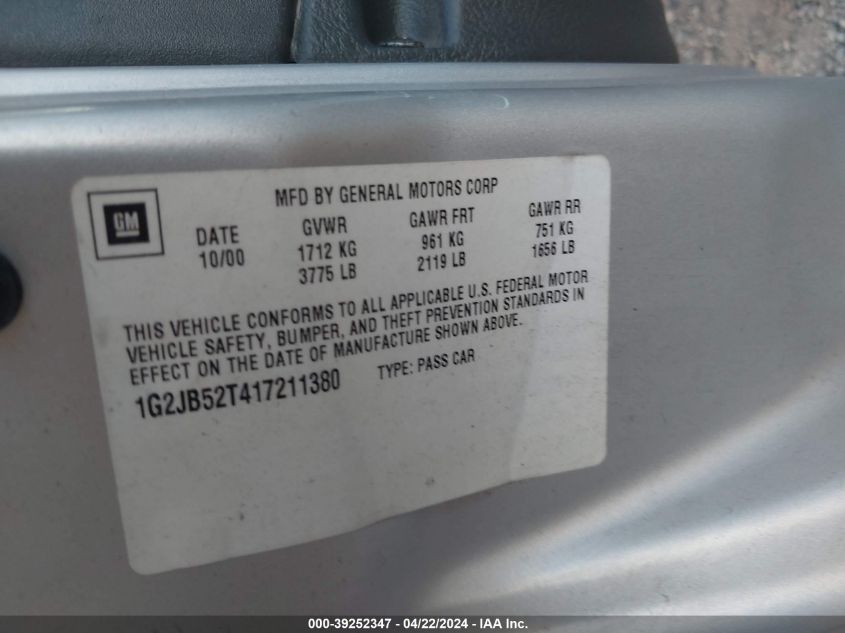 MFD BY GENERAL MOTORS CORP
GM
DATE GVWR GAWR FRT GAWR RR
10/00 1712 KG 961 KG 751 KG
3775 LB 2119 LB 1656 LB
THIS VEHICLE CONFORMS TO ALL APPLICABLE U.S. FEDERAL MOTOR
VEHICLE SAFETY, BUMPER, AND THEFT PREVENTION STANDARDS IN
EFFECT ON THE DATE OF MANUFACTURE SHOWN ABOVE.
1G2JB52T417211380 TYPE: PASS CAR
000-39252347 - 04/22/2024 - IAA Inc.